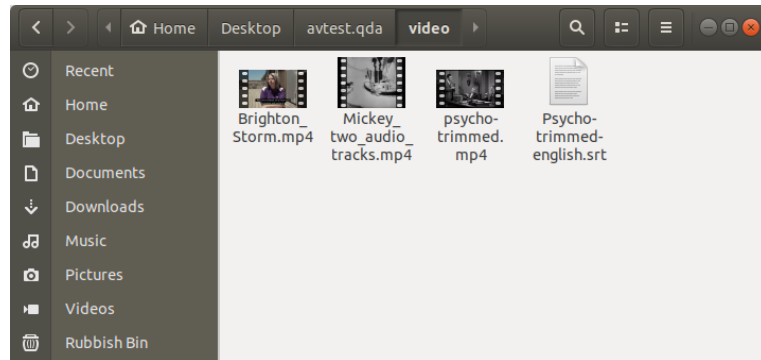 Home Desktop avtest.qda video
Recent
Home
Desktop
Documents
Downloads
Music
Pictures
Videos
Rubbish Bin
Brighton_
Storm.mp4
Mickey_
two_audio_
tracks.mp4
psycho-
trimmed.
mp4
Psycho-
trimmed-
english.srt